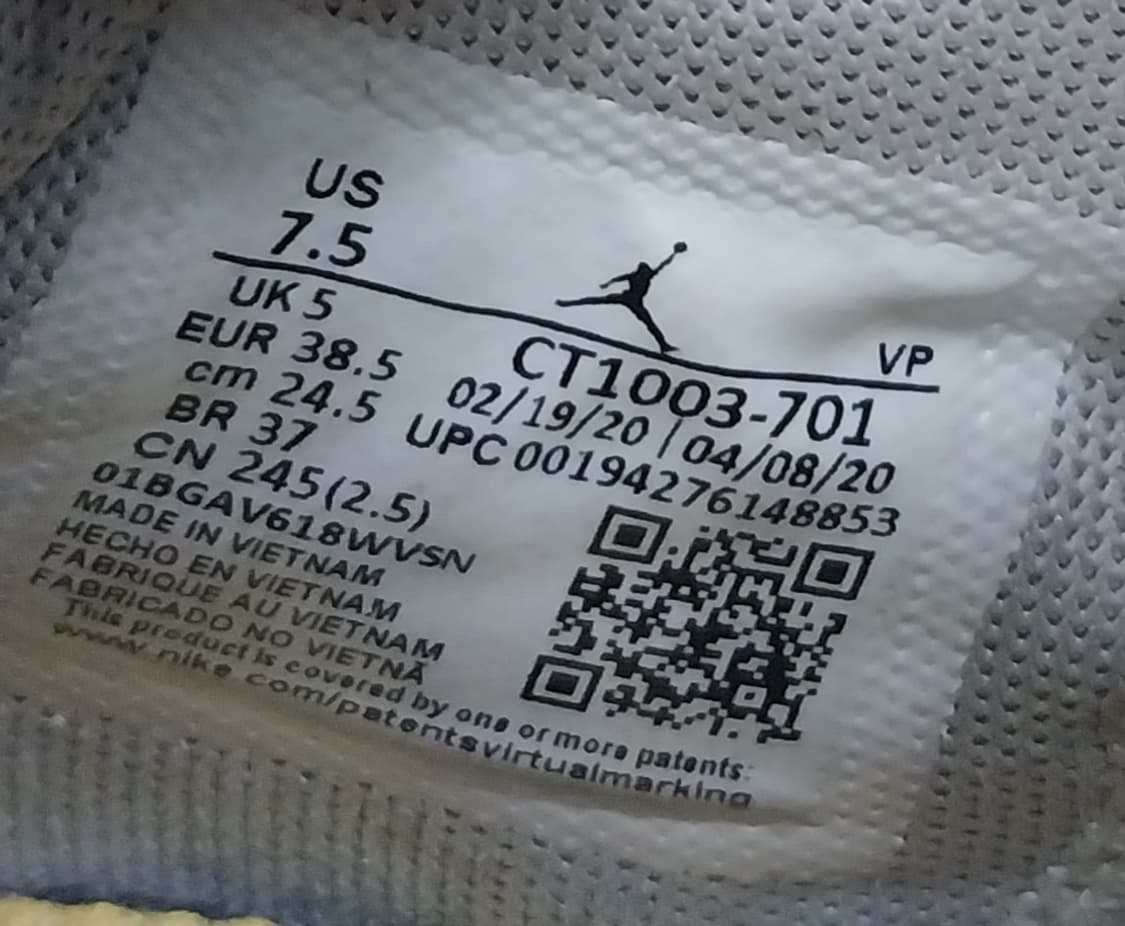 US
7.5
VP
UK 5
CT1003-701
EUR 38.5
02/19/20 / 04/08/20
cm 24.5
UPC 00194276148853
BR 37
CN 245(2.5)
01BGAV618WVSN
MADE IN VIETNAM
HECHO EN VIETNAM
FABRIQUE AU VIETNAM
FABRICADO NO VIETNÃ
This product is covered by one or more patents:
www.nike.com/patentsvirtualmarking